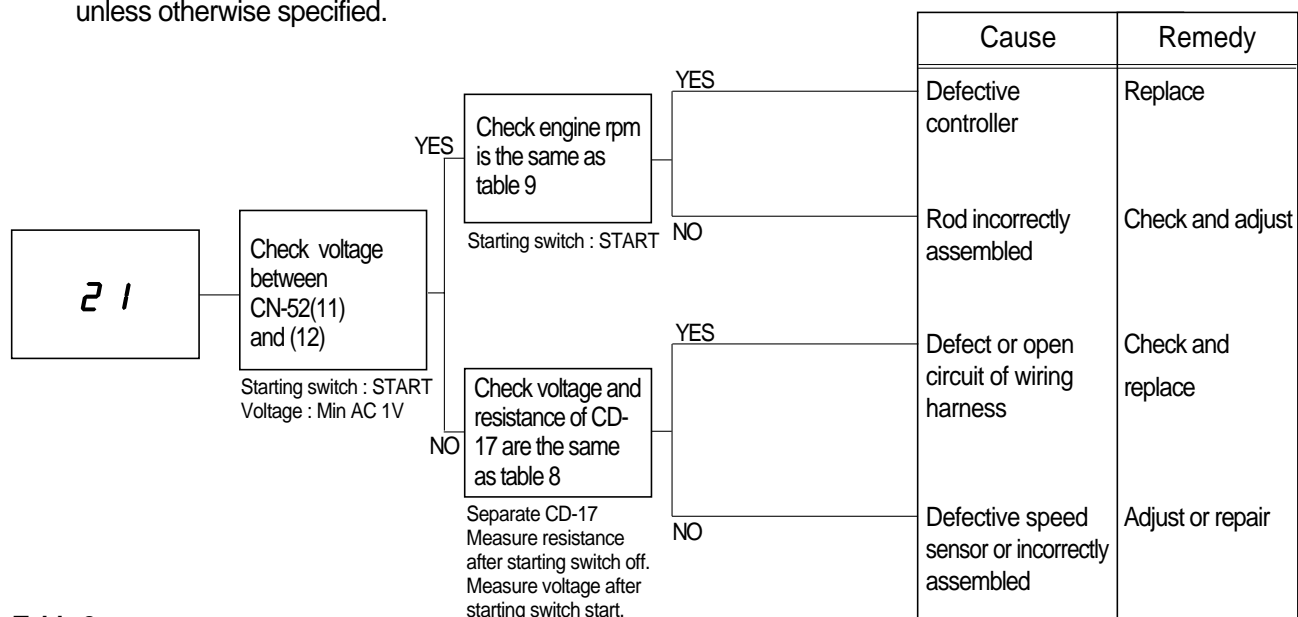 unless otherwise specified.
Cause
Remedy
YES
Defective
controller
Replace
Check engine rpm
is the same as
table 9
YES
Starting switch : START
NO
Rod incorrectly
assembled
Check and adjust
21
Check voltage
between
CN-52(11)
and (12)
Starting switch : START
Voltage : Min AC 1V
YES
Defect or open
circuit of wiring
harness
Check and
replace
Check voltage and
resistance of CD-
17 are the same
as table 8
NO
Separate CD-17
Measure resistance
after starting switch off.
Measure voltage after
starting switch start.
NO
Defective speed
sensor or incorrectly
assembled
Adjust or repair